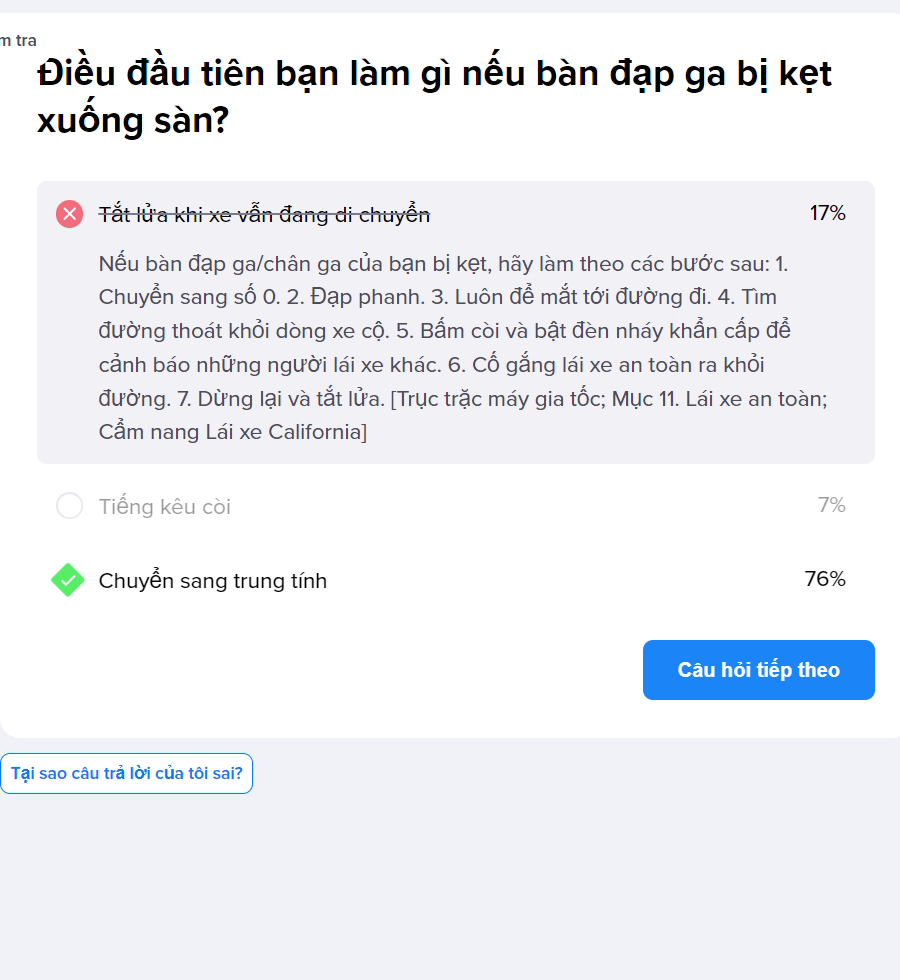 m tra
Điều đầu tiên bạn làm gì nếu bàn đạp ga bị kẹt
xuống sàn?
Tắt lửa khi xe vẫn đang di chuyển 17%
Nếu bàn đạp ga/chân ga của bạn bị kẹt, hãy làm theo các bước sau: 1.
Chuyển sang số 0. 2. Đạp phanh. 3. Luôn để mắt tới đường đi. 4. Tìm
đường thoát khỏi dòng xe cộ. 5. Bấm còi và bật đèn nháy khẩn cấp để
cảnh báo những người lái xe khác. 6. Cố gắng lái xe an toàn ra khỏi
đường. 7. Dừng lại và tắt lửa. [Trục trặc máy gia tốc; Mục 11. Lái xe an toàn;
Cẩm nang Lái xe California]
Tiếng kêu còi 7%
Chuyển sang trung tính 76%
Câu hỏi tiếp theo
Tại sao câu trả lời của tôi sai?